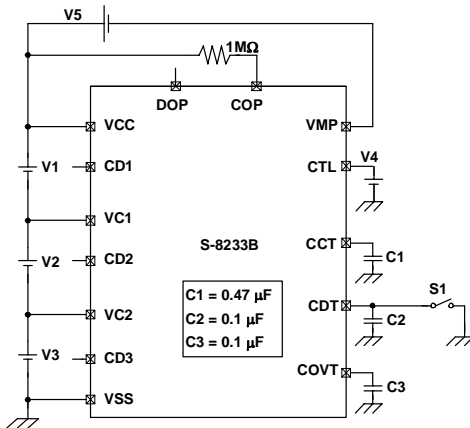 V5
1MΩ
DOP
COP
VCC
VMP
V1
CD1
CTL
V4
VC1
S-8233B
CCT
C1
V2
CD2
C1 = 0.47 μF
C2 = 0.1 μF
C3 = 0.1 μF
CDT
S1
C2
VC2
V3
CD3
COVT
C3
VSS